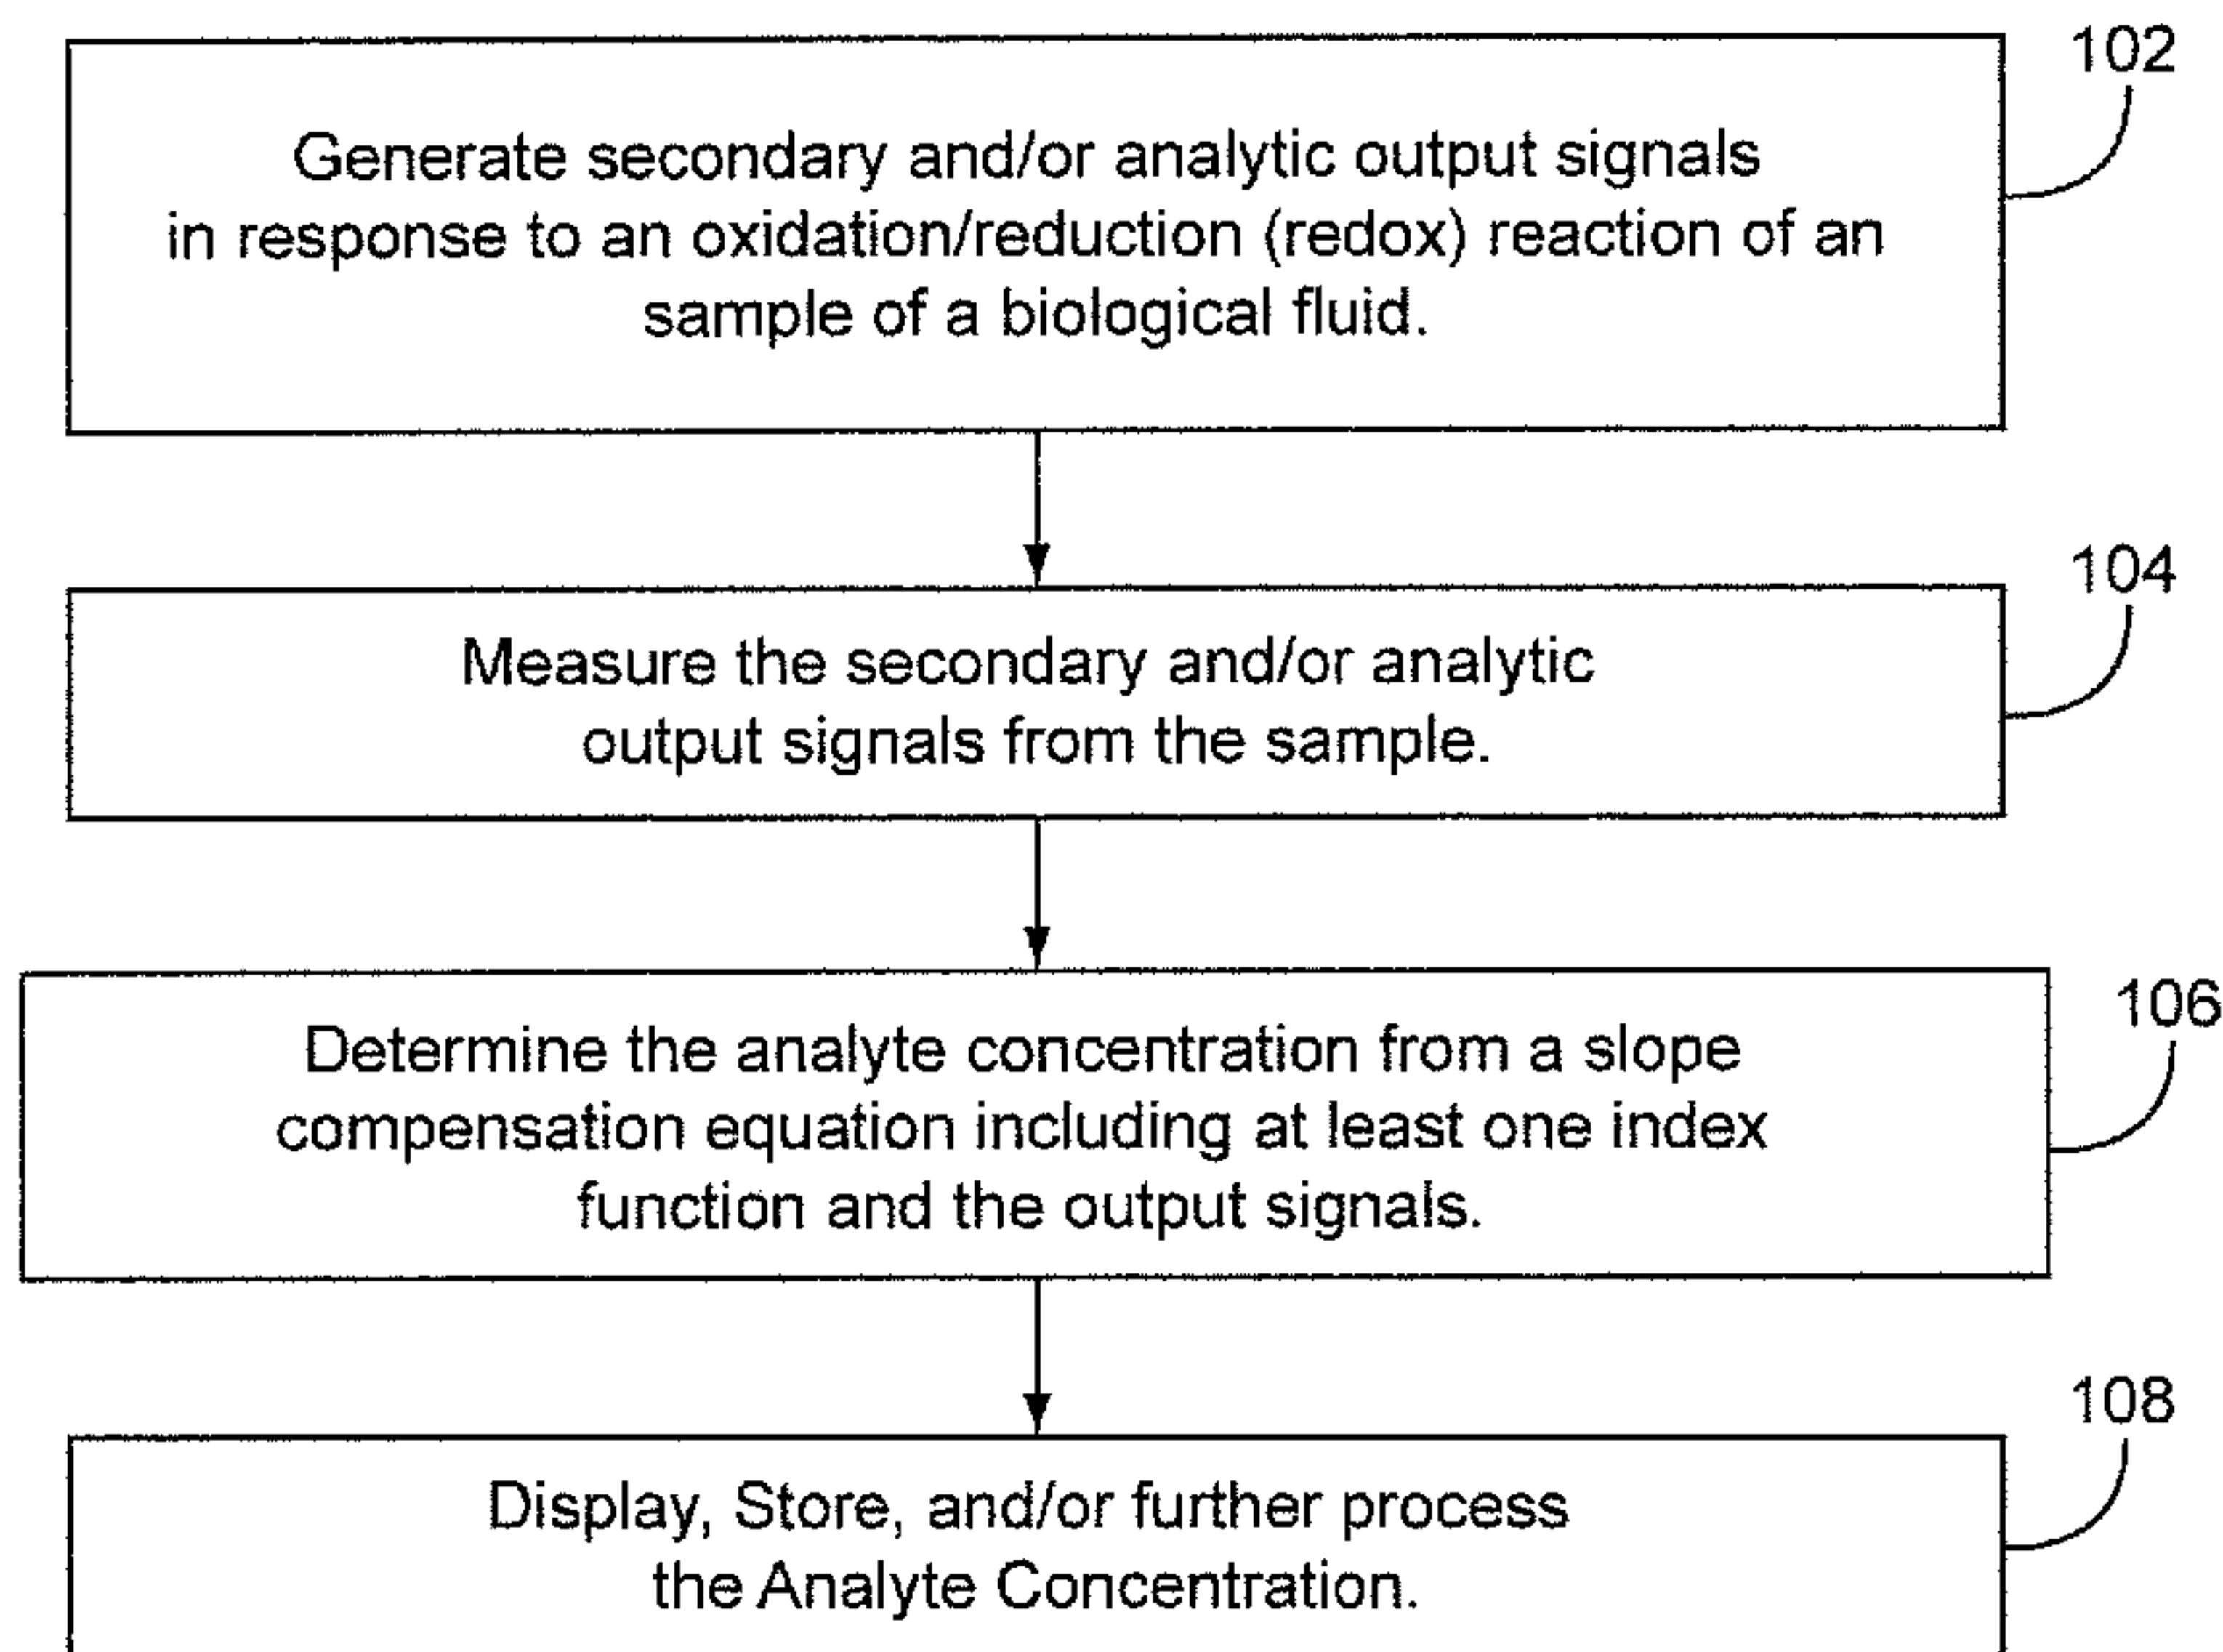 102
Generate secondary and/or analytic output signals
in response to an oxidation/reduction (redox) reaction of an
sample of a biological fluid.
104
Measure the secondary and/or analytic
output signals from the sample.
106
Determine the analyte concentration from a slope
compensation equation including at least one index
function and the output signals.
108
Display, Store, and/or further process
the Analyte Concentration.